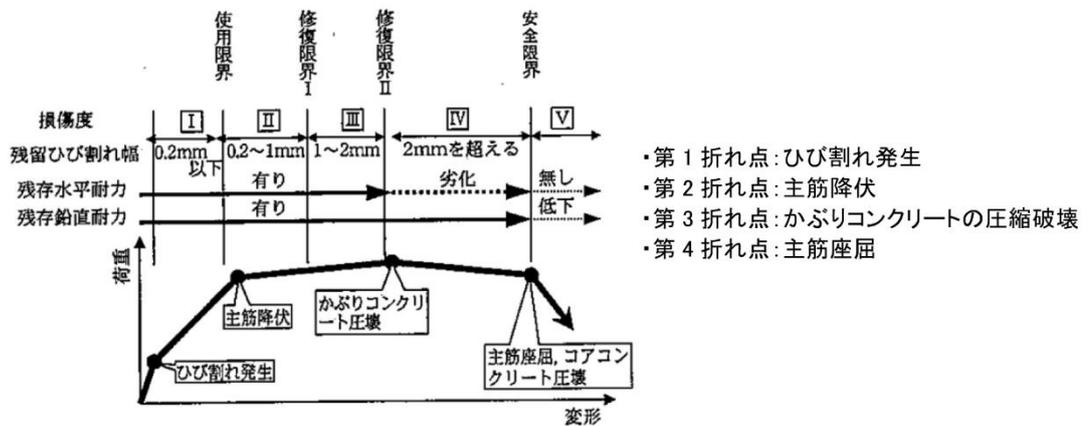 使用限界
修復限界Ⅰ
修復限界Ⅱ
安全限界
損傷度
Ⅰ
Ⅱ
Ⅲ
Ⅳ
Ⅴ
残留ひび割れ幅
0.2mm
以下
0.2～1mm
1～2mm
2mmを超える
残存水平耐力
有り
劣化
無し
残存鉛直耐力
有り
低下
荷重
ひび割れ発生
主筋降伏
かぶりコンクリ
ート圧壊
主筋座屈，コアコン
クリート圧壊
変形
・第1折れ点：ひび割れ発生
・第2折れ点：主筋降伏
・第3折れ点：かぶりコンクリートの圧縮破壊
・第4折れ点：主筋座屈